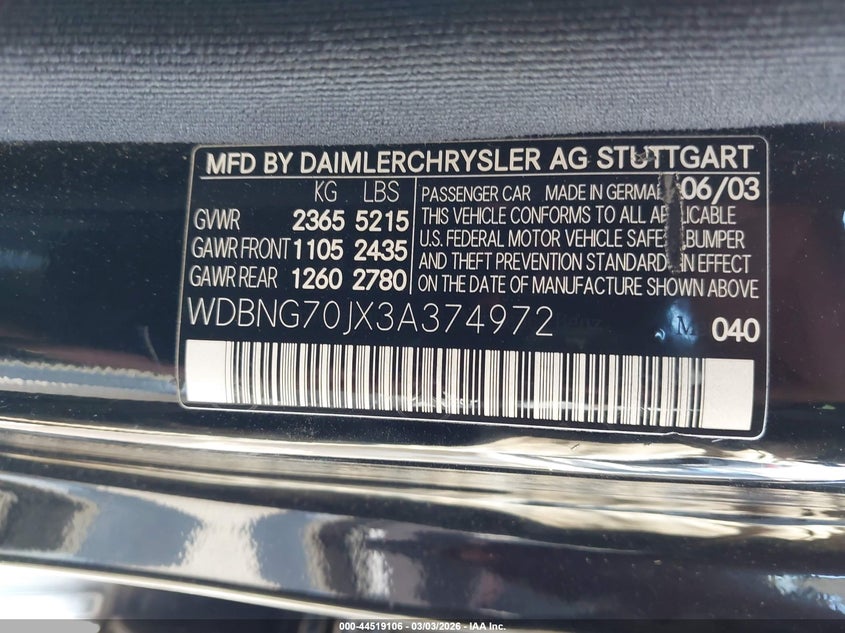 MFD BY DAIMLERCHRYSLER AG STUTTGART
KG LBS
GVWR 2365 5215
GAWR FRONT 1105 2435
GAWR REAR 1260 2780
PASSENGER CAR MADE IN GERMA 06/03
THIS VEHICLE CONFORMS TO ALL APPLICABLE
U.S. FEDERAL MOTOR VEHICLE SAFE BUMPER
AND THEFT PREVENTION STANDARD IN EFFECT
ON THE DATE OF MANUFACTURE SHOWN ABOVE
WDBNG70JX3A374972 M 040
000-44519106 - 03/03/2026 - IAA Inc.